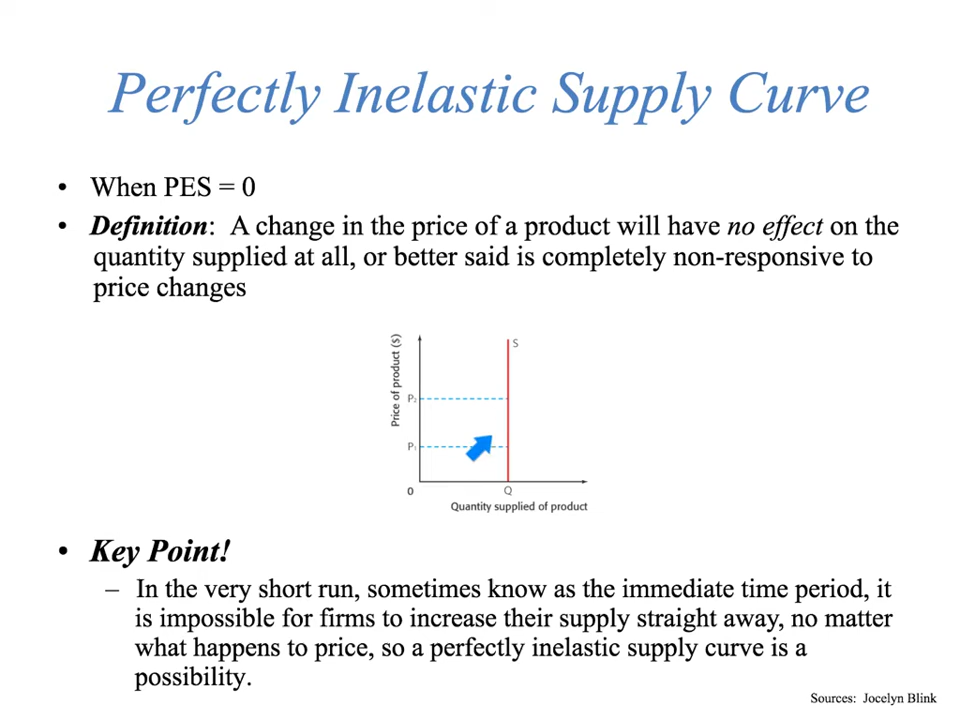 Perfectly Inelastic Supply Curve
• When PES = 0
• Definition: A change in the price of a product will have no effect on the
quantity supplied at all, or better said is completely non-responsive to
price changes
Price of product ($)
S
P₂
P₁
0
Q
Quantity supplied of product
• Key Point!
– In the very short run, sometimes know as the immediate time period, it
is impossible for firms to increase their supply straight away, no matter
what happens to price, so a perfectly inelastic supply curve is a
possibility.
Sources: Jocelyn Blink